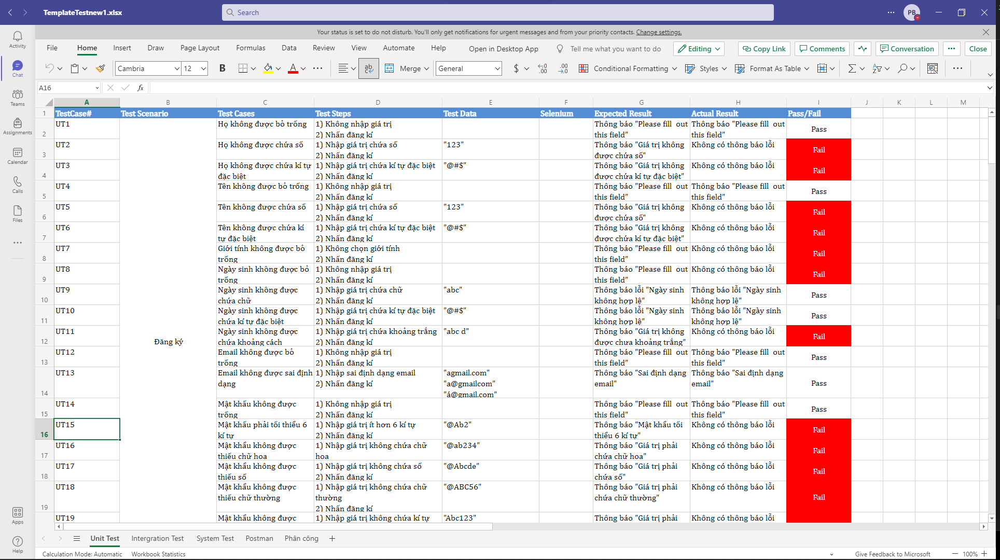 TemplateTestnew1.xlsx
Search
PB
Your status is set to do not disturb. You'll only get notifications for urgent messages and from your priority contacts. Change settings.
Activity
Chat
Teams
Assignments
Calendar
Calls
Files
Apps
Help
File Home Insert Draw Page Layout Formulas Data Review View Automate Help Open in Desktop App Tell me what you want to do Editing Copy Link Comments Conversation Close
Cambria 12 B A ab Merge General $ .00 .00 Conditional Formatting Styles Format As Table
A16 fx
A B C D E F G H I J K L M
1 TestCase# Test Scenario Test Cases Test Steps Test Data Selenium Expected Result Actual Result Pass/Fail
Đăng ký
2 UT1 Họ không được bỏ trống 1) Không nhập giá trị Thông báo "Please fill out Thông báo "Please fill out Pass
2) Nhấn đăng kí this field" this field"
3 UT2 Họ không được chứa số 1) Nhập giá trị chứa số "123" Thông báo "Giá trị không Không có thông báo lỗi Fail
2) Nhấn đăng kí được chứa số"
4 UT3 Họ không được chứa kí tự 1) Nhập giá trị chứa kí tự đặc biệt "@#$" Thông báo "Giá trị không Không có thông báo lỗi Fail
đặc biệt 2) Nhấn đăng kí được chứa kí tự đặc biệt"
5 UT4 Tên không được bỏ trống 1) Không nhập giá trị Thông báo "Please fill out Thông báo "Please fill out Pass
2) Nhấn đăng kí this field" this field"
6 UT5 Tên không được chứa số 1) Nhập giá trị chứa số "123" Thông báo "Giá trị không Không có thông báo lỗi Fail
2) Nhấn đăng kí được chứa số"
7 UT6 Tên không được chứa kí 1) Nhập giá trị chứa kí tự đặc biệt "@#$" Thông báo "Giá trị không Không có thông báo lỗi Fail
tự đặc biệt 2) Nhấn đăng kí được chứa kí tự đặc biệt"
8 UT7 Giới tính không được bỏ 1) Không chọn giới tính Thông báo "Please fill out Không có thông báo lỗi Fail
trống 2) Nhấn đăng kí this field"
9 UT8 Ngày sinh không được bỏ 1) Không nhập giá trị Thông báo "Please fill out Không có thông báo lỗi Fail
trống 2) Nhấn đăng kí this field"
10 UT9 Ngày sinh không được 1) Nhập giá trị chứa chữ "abc" Thông báo lỗi "Ngày sinh Thông báo lỗi "Ngày sinh Pass
chứa chữ 2) Nhấn đăng kí không hợp lệ" không hợp lệ"
11 UT10 Ngày sinh không được 1) Nhập giá trị chứa kí tự đặc biệt "@#$" Thông báo lỗi "Ngày sinh Thông báo lỗi "Ngày sinh Pass
chứa kí tự đặc biệt 2) Nhấn đăng kí không hợp lệ" không hợp lệ"
12 UT11 Ngày sinh không được 1) Nhập giá trị chứa khoảng trắng "abc d" Thông báo "Giá trị không Không có thông báo lỗi Fail
chứa khoảng cách 2) Nhấn đăng kí được chưa khoảng trắng"
13 UT12 Email không được bỏ 1) Không nhập giá trị Thông báo "Please fill out Thông báo "Please fill out Pass
trống 2) Nhấn đăng kí this field" this field"
14 UT13 Email không được sai định 1) Nhập sai định dạng email "agmail.com" Thông báo "Sai định dạng Thông báo "Sai định dạng Pass
dạng 2) Nhấn đăng kí "a@gmailcom" email" email"
"á@gmail.com"
15 UT14 Mật khẩu không được 1) Không nhập giá trị Thông báo "Please fill out Thông báo "Please fill out Pass
trống 2) Nhấn đăng kí this field" this field"
16 UT15 Mật khẩu phải tối thiểu 6 1) Nhập giá trị ít hơn 6 kí tự "@Ab2" Thông báo "Mật khẩu tối Không có thông báo lỗi Fail
kí tự 2) Nhấn đăng kí thiểu 6 kí tự"
17 UT16 Mật khẩu không được 1) Nhập giá trị không chứa chữ "@ab234" Thông báo "Giá trị phải Không có thông báo lỗi Fail
thiếu chữ hoa hoa chứa chữ hoa"
18 UT17 Mật khẩu không được 1) Nhập giá trị không chứa số "@Abcde" Thông báo "Giá trị phải Không có thông báo lỗi Fail
thiếu số 2) Nhấn đăng kí chứa số"
19 UT18 Mật khẩu không được 1) Nhập giá trị không chứa chữ "@ABC56" Thông báo "Giá trị phải Không có thông báo lỗi Fail
thiếu chữ thường thường chứa chữ thường"
2) Nhấn đăng kí
UT19 Mật khẩu không được 1) Nhập giá trị không chứa kí tự "Abc123" Thông báo "Giá trị phải Không có thông báo lỗi
Unit Test Intergration Test System Test Postman Phân công
Calculation Mode: Automatic Workbook Statistics Give Feedback to Microsoft 100%